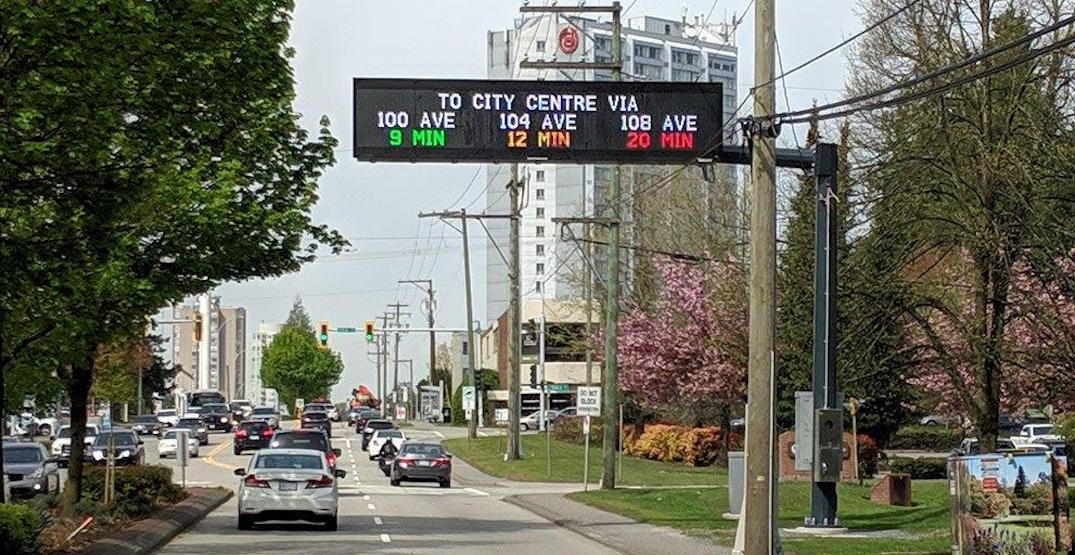 TO CITY CENTRE VIA
100 AVE 104 AVE 108 AVE
9 MIN 12 MIN 20 MIN
DO NOT
BLOCK